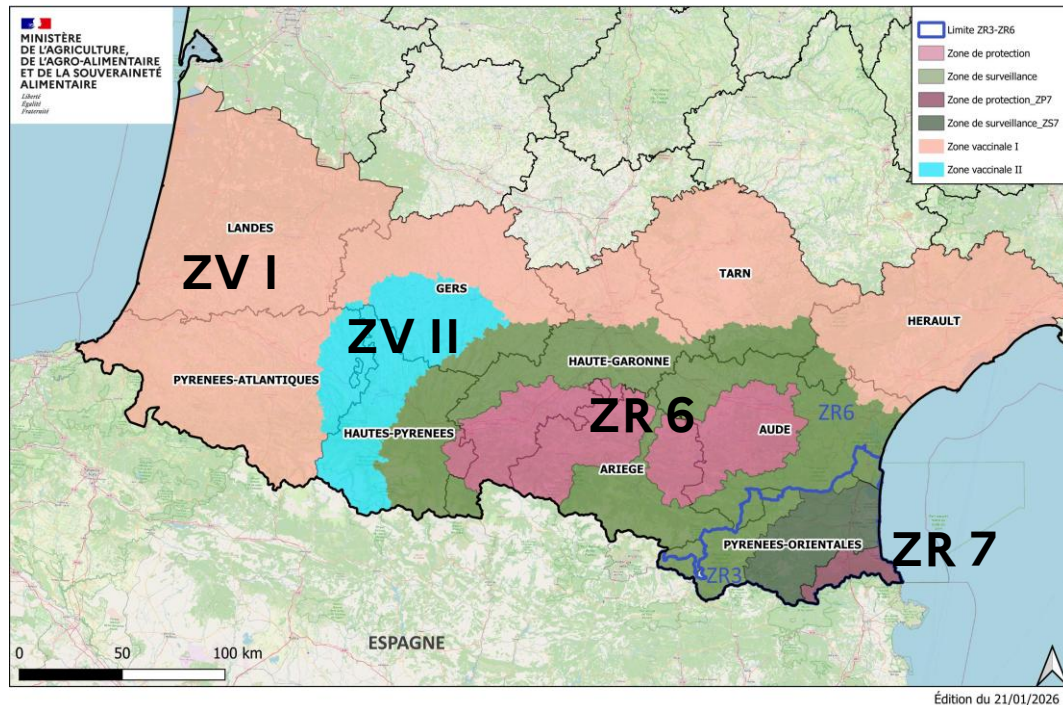 MINISTÈRE
DE L'AGRICULTURE,
DE L'AGRO-ALIMENTAIRE
ET DE LA SOUVERAINETÉ
ALIMENTAIRE
Liberté
Égalité
Fraternité
Limite ZR3-ZR6
Zone de protection
Zone de surveillance
Zone de protection_ZP7
Zone de surveillance_ZS7
Zone vaccinale I
Zone vaccinale II
LANDES
ZV I
GERS
TARN
HERAULT
ZV II
HAUTE-GARONNE
PYRENEES-ATLANTIQUES
ZR 6
ZR6
HAUTES-PYRENEES
AUDE
ARIEGE
PYRENEES-ORIENTALES
ZR 7
ZR3
ESPAGNE
0 50 100 km
Édition du 21/01/2026